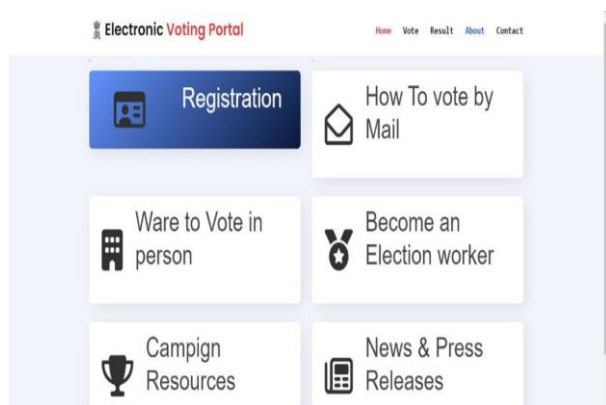 Electronic Voting Portal
Home Vote Result About Contact
Registration
How To vote by
Mail
Ware to Vote in
person
Become an
Election worker
Campign
Resources
News & Press
Releases